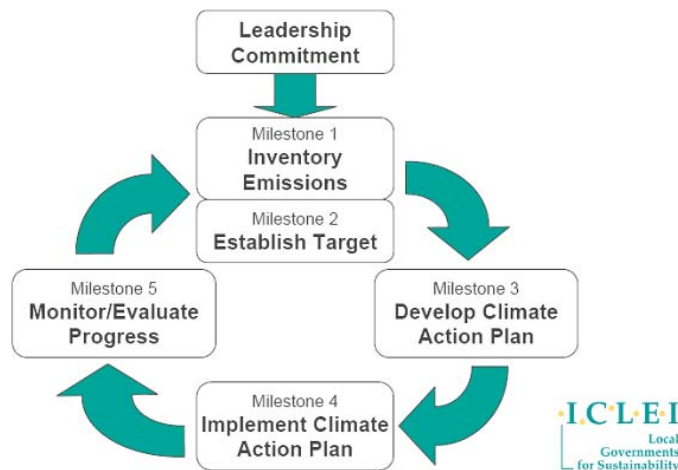 Leadership
Commitment
Milestone 1
Inventory
Emissions
Milestone 2
Establish Target
Milestone 5
Monitor/Evaluate
Progress
Milestone 3
Develop Climate
Action Plan
Milestone 4
Implement Climate
Action Plan
·I.C·L·E·I
Local
Governments
for Sustainability